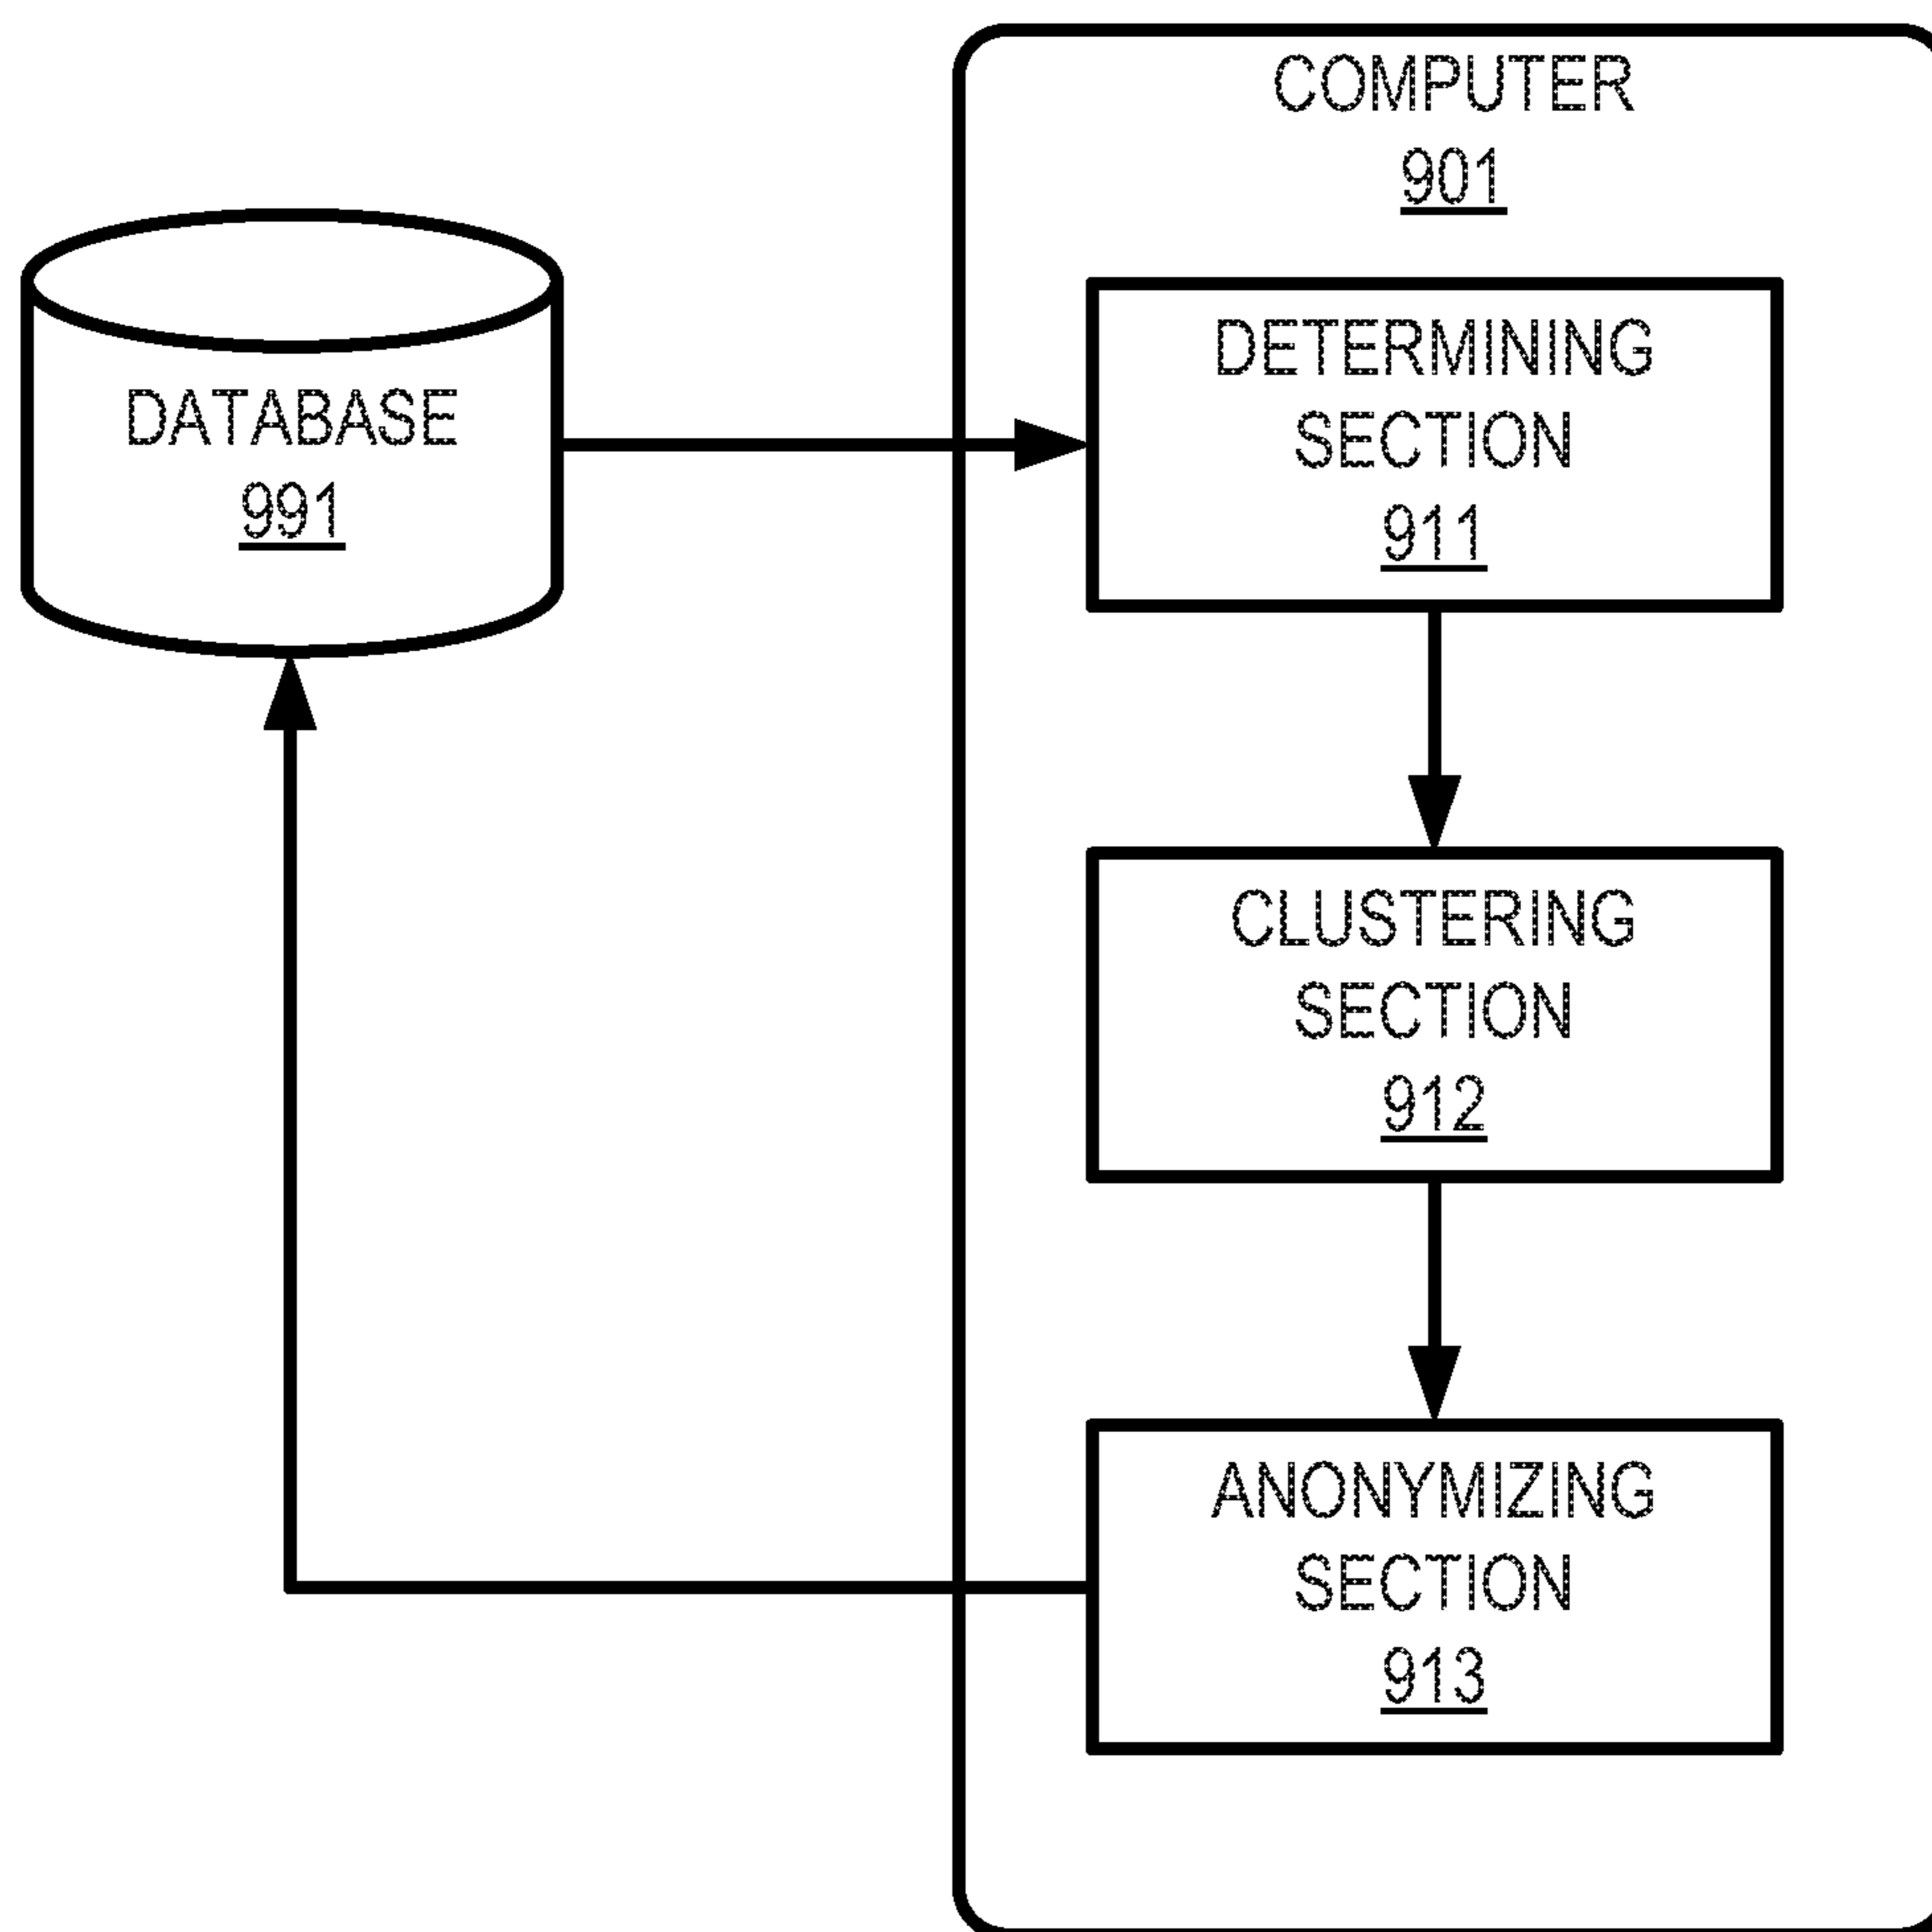 COMPUTER
901
DATABASE
991
DETERMINING
SECTION
911
CLUSTERING
SECTION
912
ANONYMIZING
SECTION
913